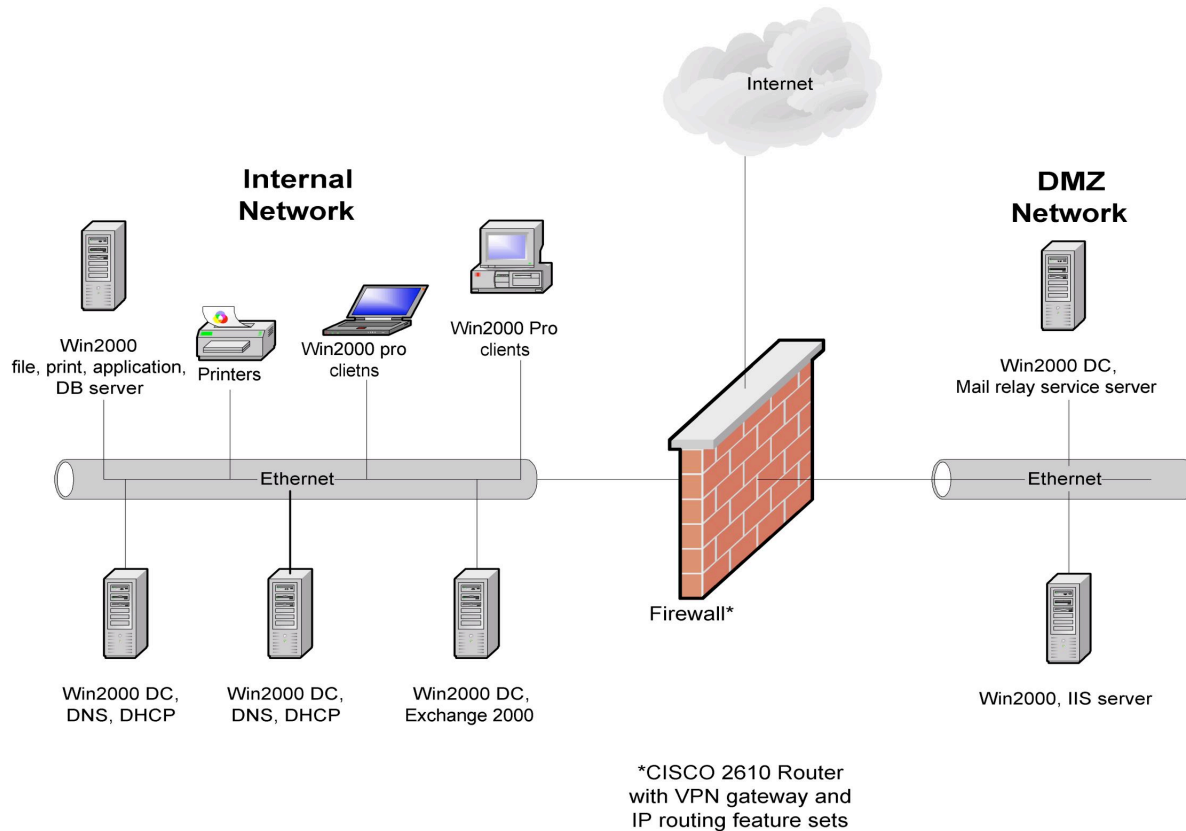 Internet
Internal
Network
DMZ
Network
Win2000
file, print, application,
DB server
Printers
Win2000 pro
clietns
Win2000 Pro
clients
Win2000 DC,
Mail relay service server
Ethernet
Ethernet
Firewall*
Win2000 DC,
DNS, DHCP
Win2000 DC,
DNS, DHCP
Win2000 DC,
Exchange 2000
Win2000, IIS server
*CISCO 2610 Router
with VPN gateway and
IP routing feature sets